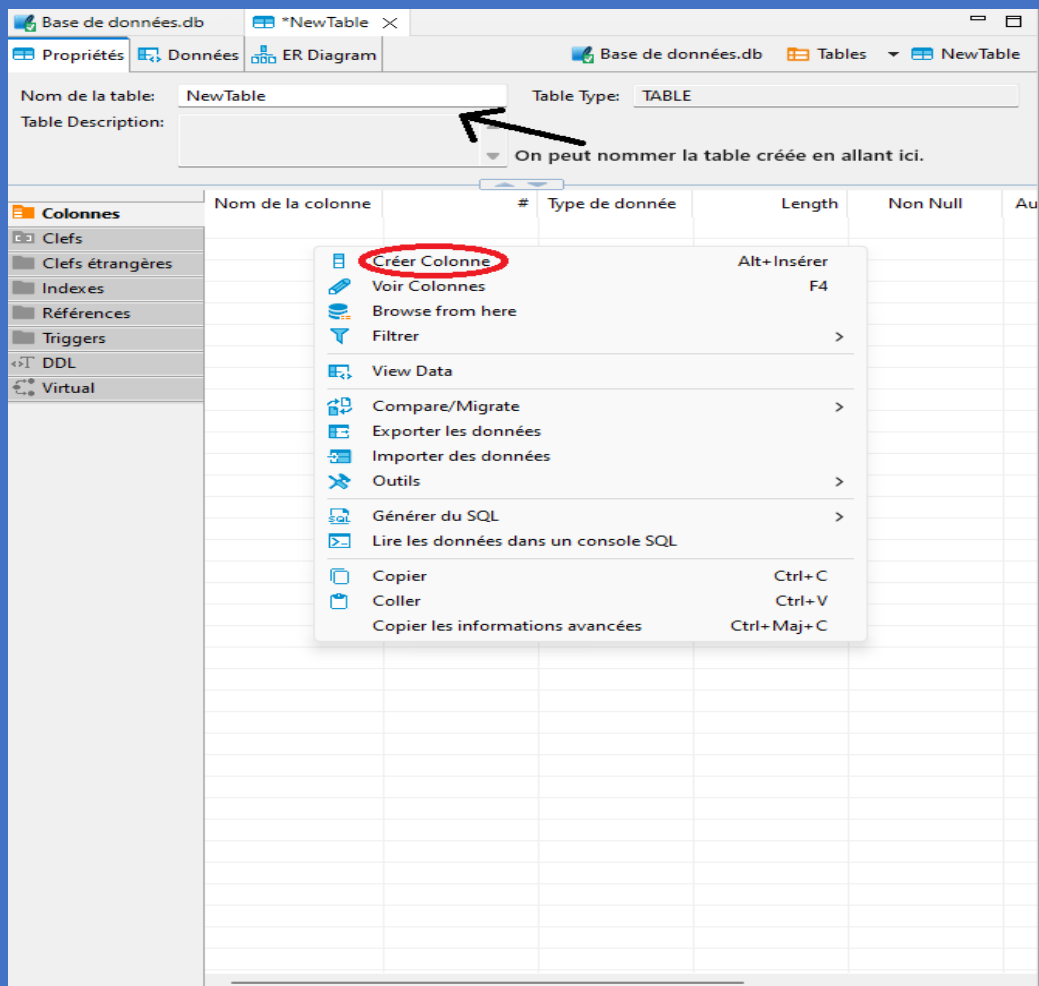 Base de données.db
*NewTable
Propriétés
Données
ER Diagram
Base de données.db
Tables
NewTable
Nom de la table:
NewTable
Table Type:
TABLE
Table Description:
On peut nommer la table créée en allant ici.
Nom de la colonne
#
Type de donnée
Length
Non Null
Au
Colonnes
Clefs
Clefs étrangères
Indexes
Références
Triggers
DDL
Virtual
Créer Colonne Alt+Insérer
Voir Colonnes F4
Browse from here
Filtrer
View Data
Compare/Migrate
Exporter les données
Importer des données
Outils
Générer du SQL
Lire les données dans un console SQL
Copier Ctrl+C
Coller Ctrl+V
Copier les informations avancées Ctrl+Maj+C